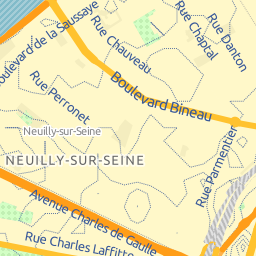 Boulevard de la Saussaye
Rue Chauveau
Rue Chaptal
Rue Danton
Rue Perronet
Boulevard Bineau
Neuilly-sur-Seine
NEUILLY-SUR-SEINE
Rue Parmentier
Avenue Charles de Gaulle
Rue Charles Laffitte